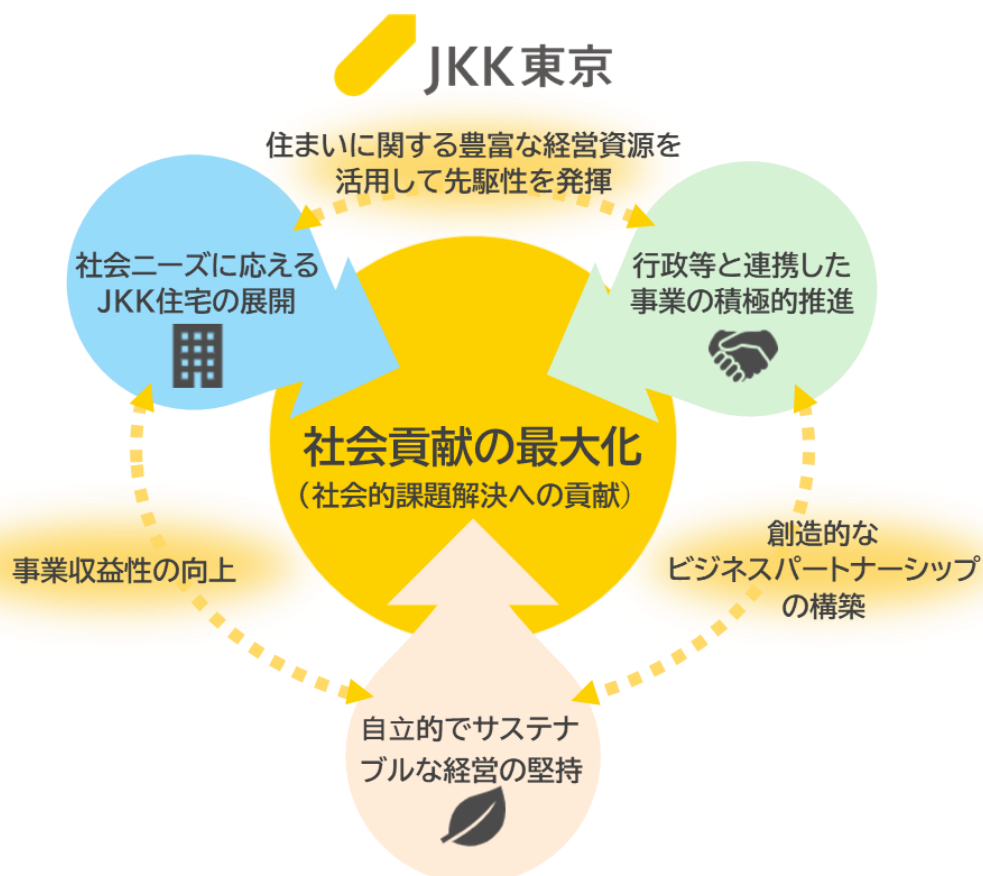 JKK東京
住まいに関する豊富な経営資源を
活用して先駆性を発揮
社会ニーズに応える
JKK住宅の展開
行政等と連携した
事業の積極的推進
社会貢献の最大化
（社会的課題解決への貢献）
事業収益性の向上
創造的な
ビジネスパートナーシップ
の構築
自立的でサステナ
ブルな経営の堅持